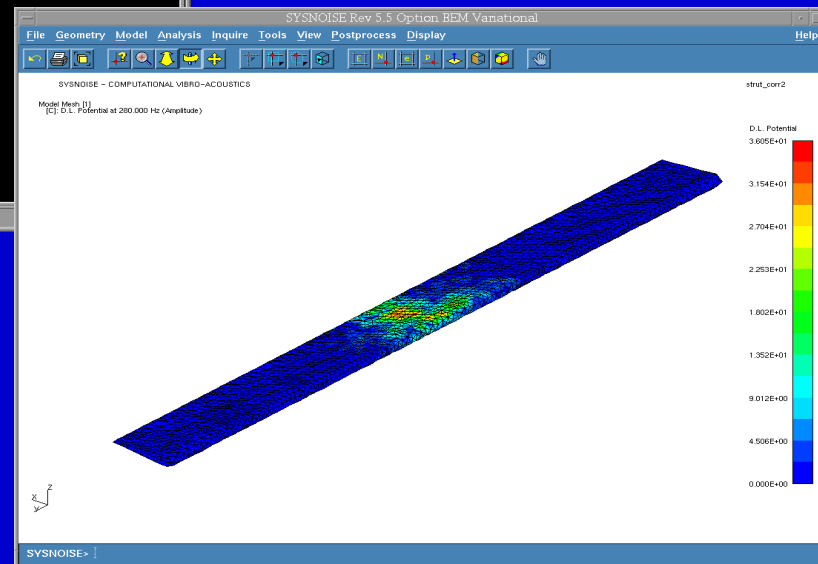 SYSNOISE Rev 5.5 Option BEM Variational
File Geometry Model Analysis Inquire Tools View Postprocess Display Help
SYSNOISE - COMPUTATIONAL VIBRO-ACOUSTICS
strut_corr2
Model Mesh [1]
[C]: D.L. Potential at 280.000 Hz (Amplitude)
D.L. Potential
3.605E+01
3.154E+01
2.704E+01
2.253E+01
1.802E+01
1.352E+01
9.012E+00
4.506E+00
0.000E+00
X Y Z
SYSNOISE>